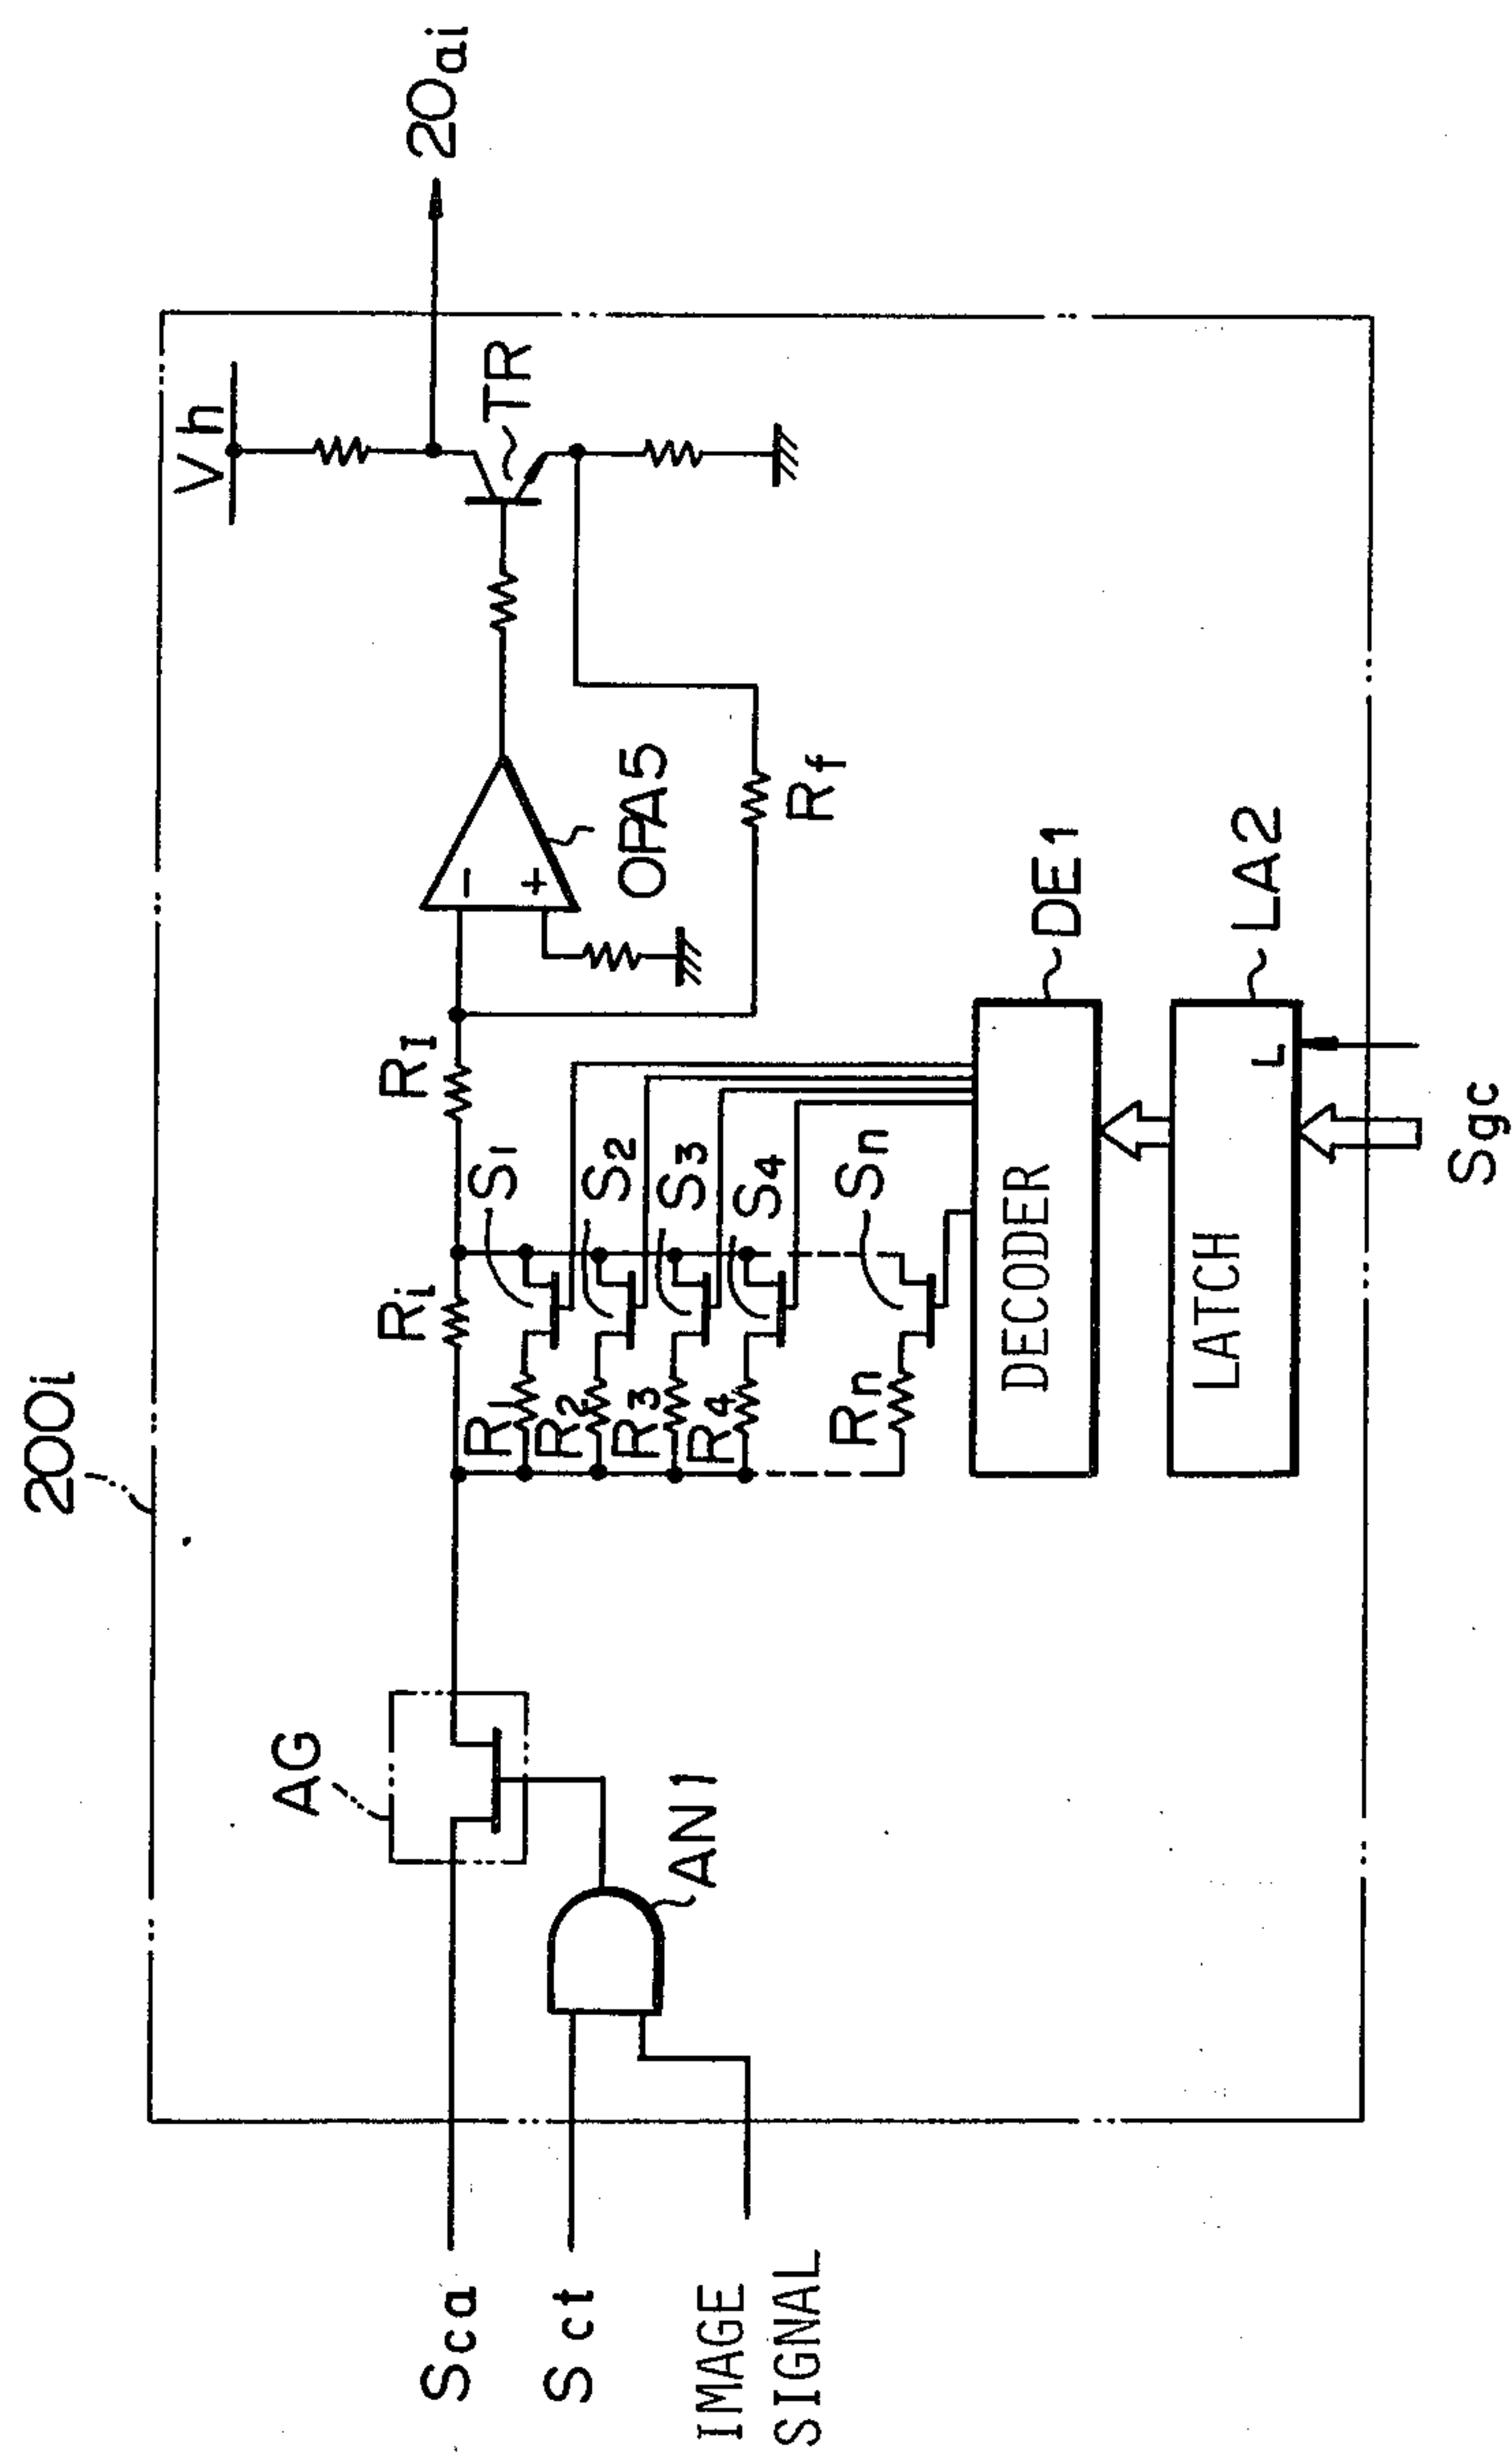 200i
AG
Sca
Sct
IMAGE
SIGNAL
AN1
Ri
RI
R1
S1
R2
S2
R3
S3
R4
S4
Rn
Sn
-
+
OPA5
Rf
Vh
TR
20ai
DECODER
DE1
LATCH
L
LA2
Sgc